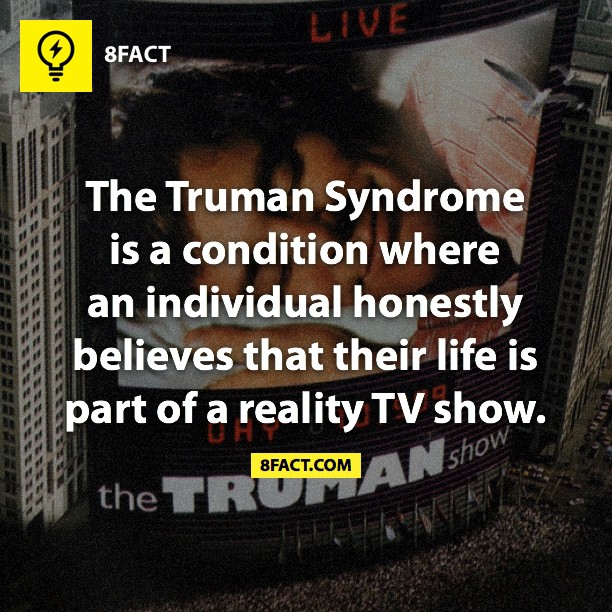 LIVE
8FACT
The Truman Syndrome
is a condition where
an individual honestly
believes that their life is
part of a reality TV show.
DAY
8FACT.COM
the TRUMAN show